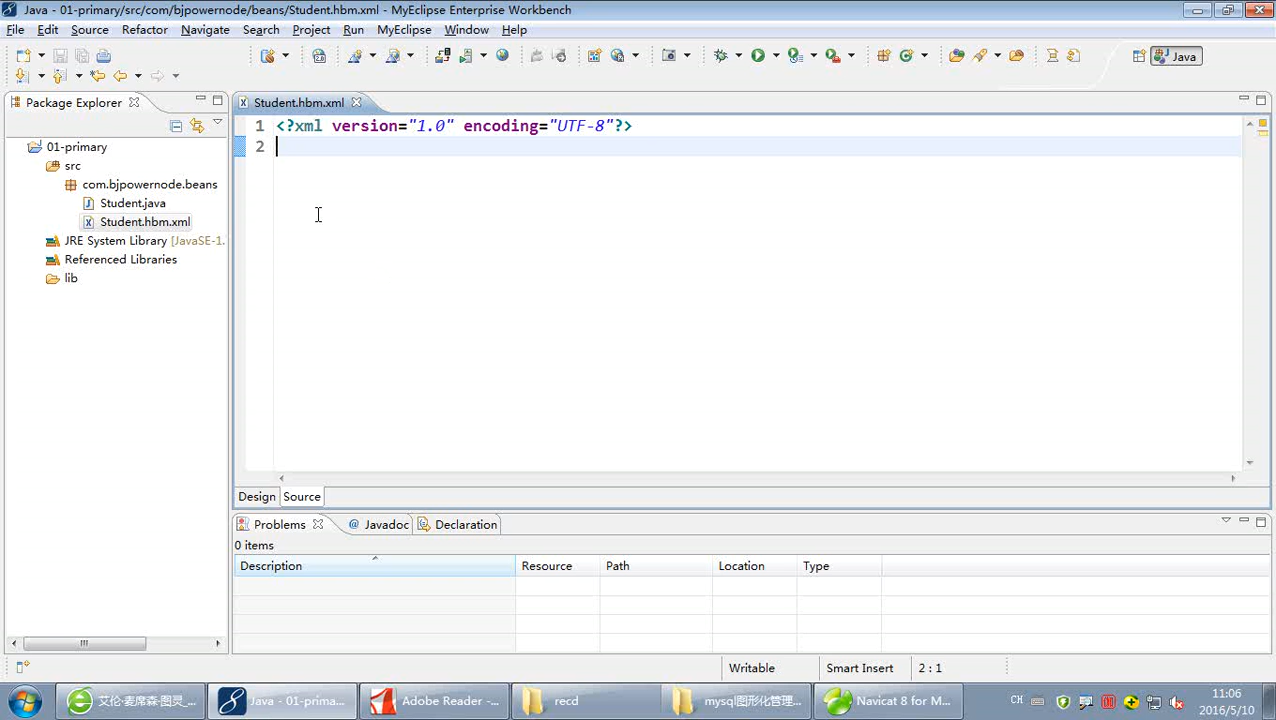 Java - 01-primary/src/com/bjpowernode/beans/Student.hbm.xml - MyEclipse Enterprise Workbench
File Edit Source Refactor Navigate Search Project Run MyEclipse Window Help
Java
Package Explorer
Student.hbm.xml
01-primary
src
com.bjpowernode.beans
Student.java
Student.hbm.xml
JRE System Library [JavaSE-1.
Referenced Libraries
lib
1 <?xml version="1.0" encoding="UTF-8"?>
2
Design Source
Problems @ Javadoc Declaration
0 items
Description Resource Path Location Type
Writable Smart Insert 2 : 1
艾伦·麦席森·图灵_... Java - 01-prima... Adobe Reader - ... recd mysql图形化管理... Navicat 8 for M... CH 11:06
2016/5/10